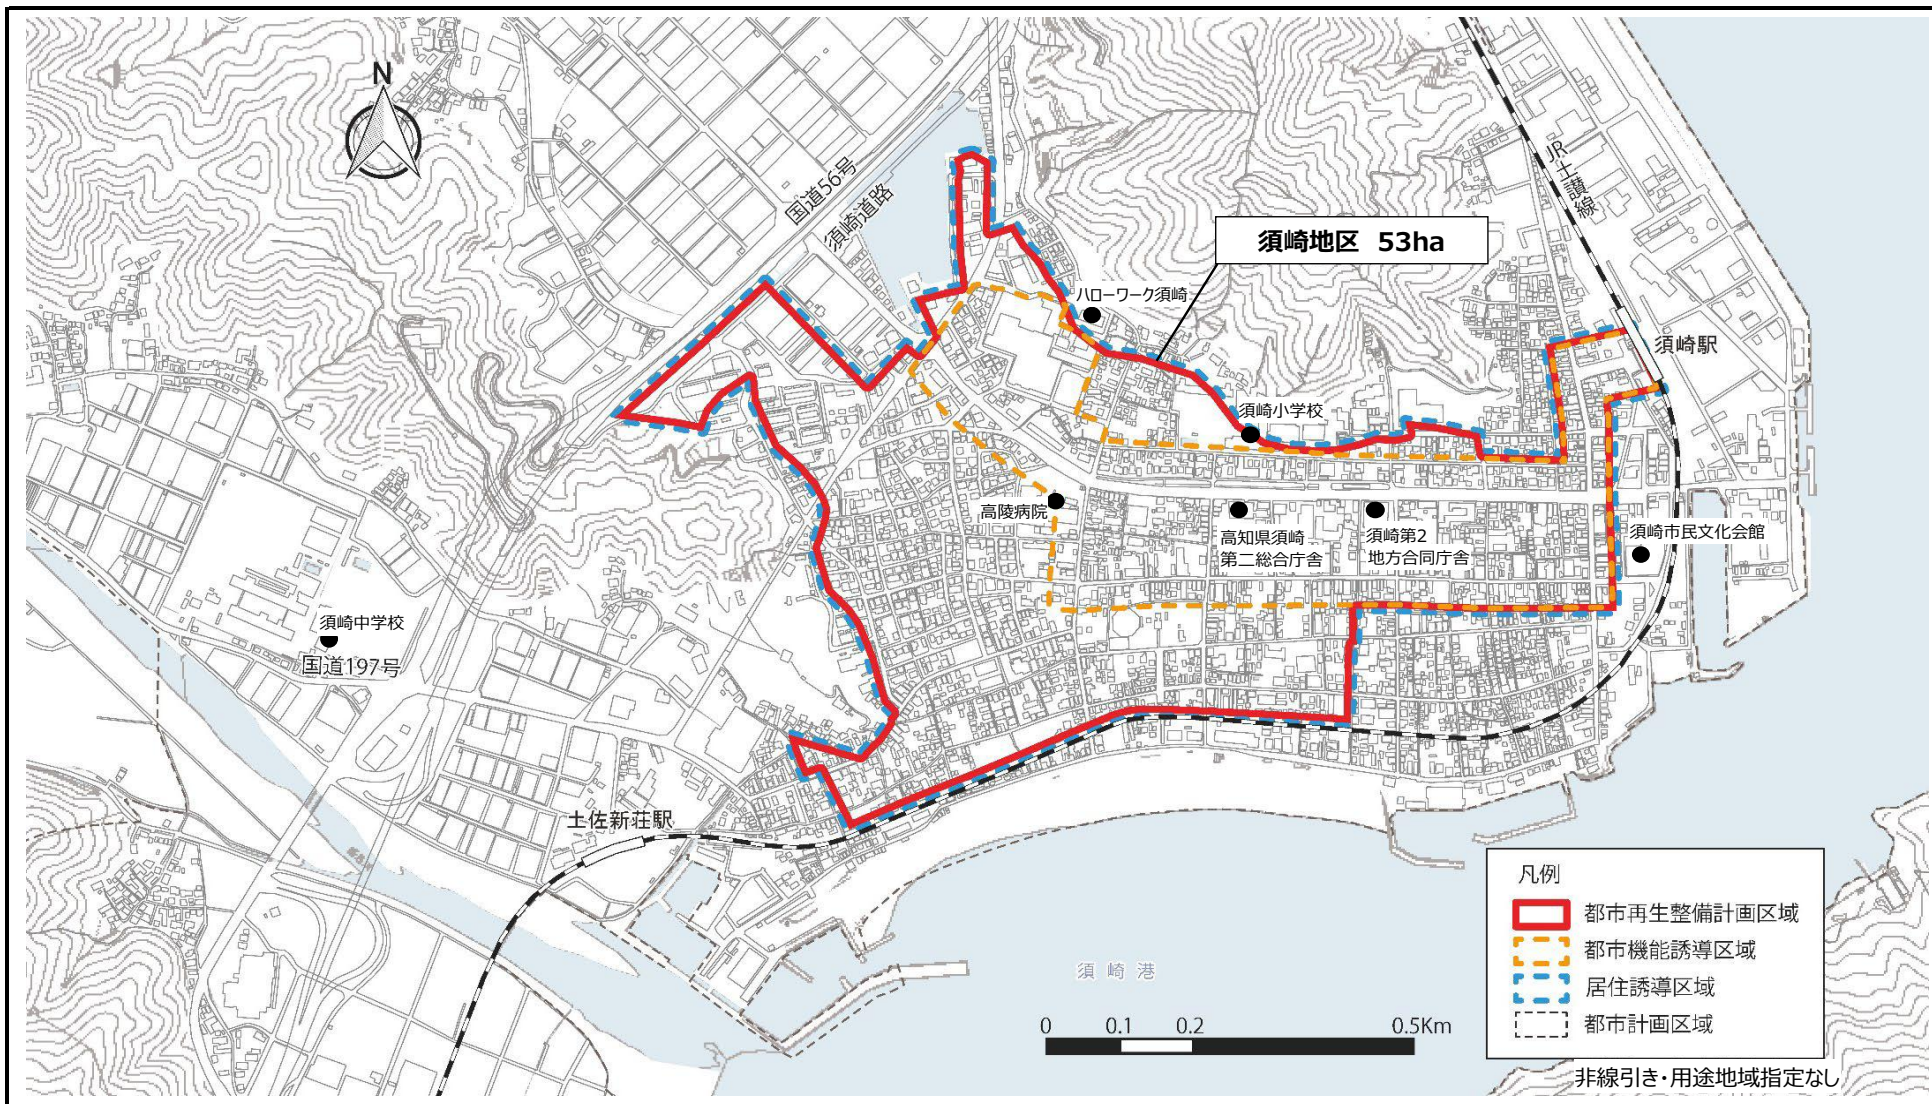 N
国道56号
須崎道路
JR土讃線
須崎地区 53ha
ハローワーク須崎
須崎駅
須崎小学校
高陵病院
高知県須崎
第二総合庁舎
須崎第2
地方合同庁舎
須崎市民文化会館
須崎中学校
国道197号
土佐新荘駅
須崎港
0 0.1 0.2 0.5Km
凡例
都市再生整備計画区域
都市機能誘導区域
居住誘導区域
都市計画区域
非線引き・用途地域指定なし